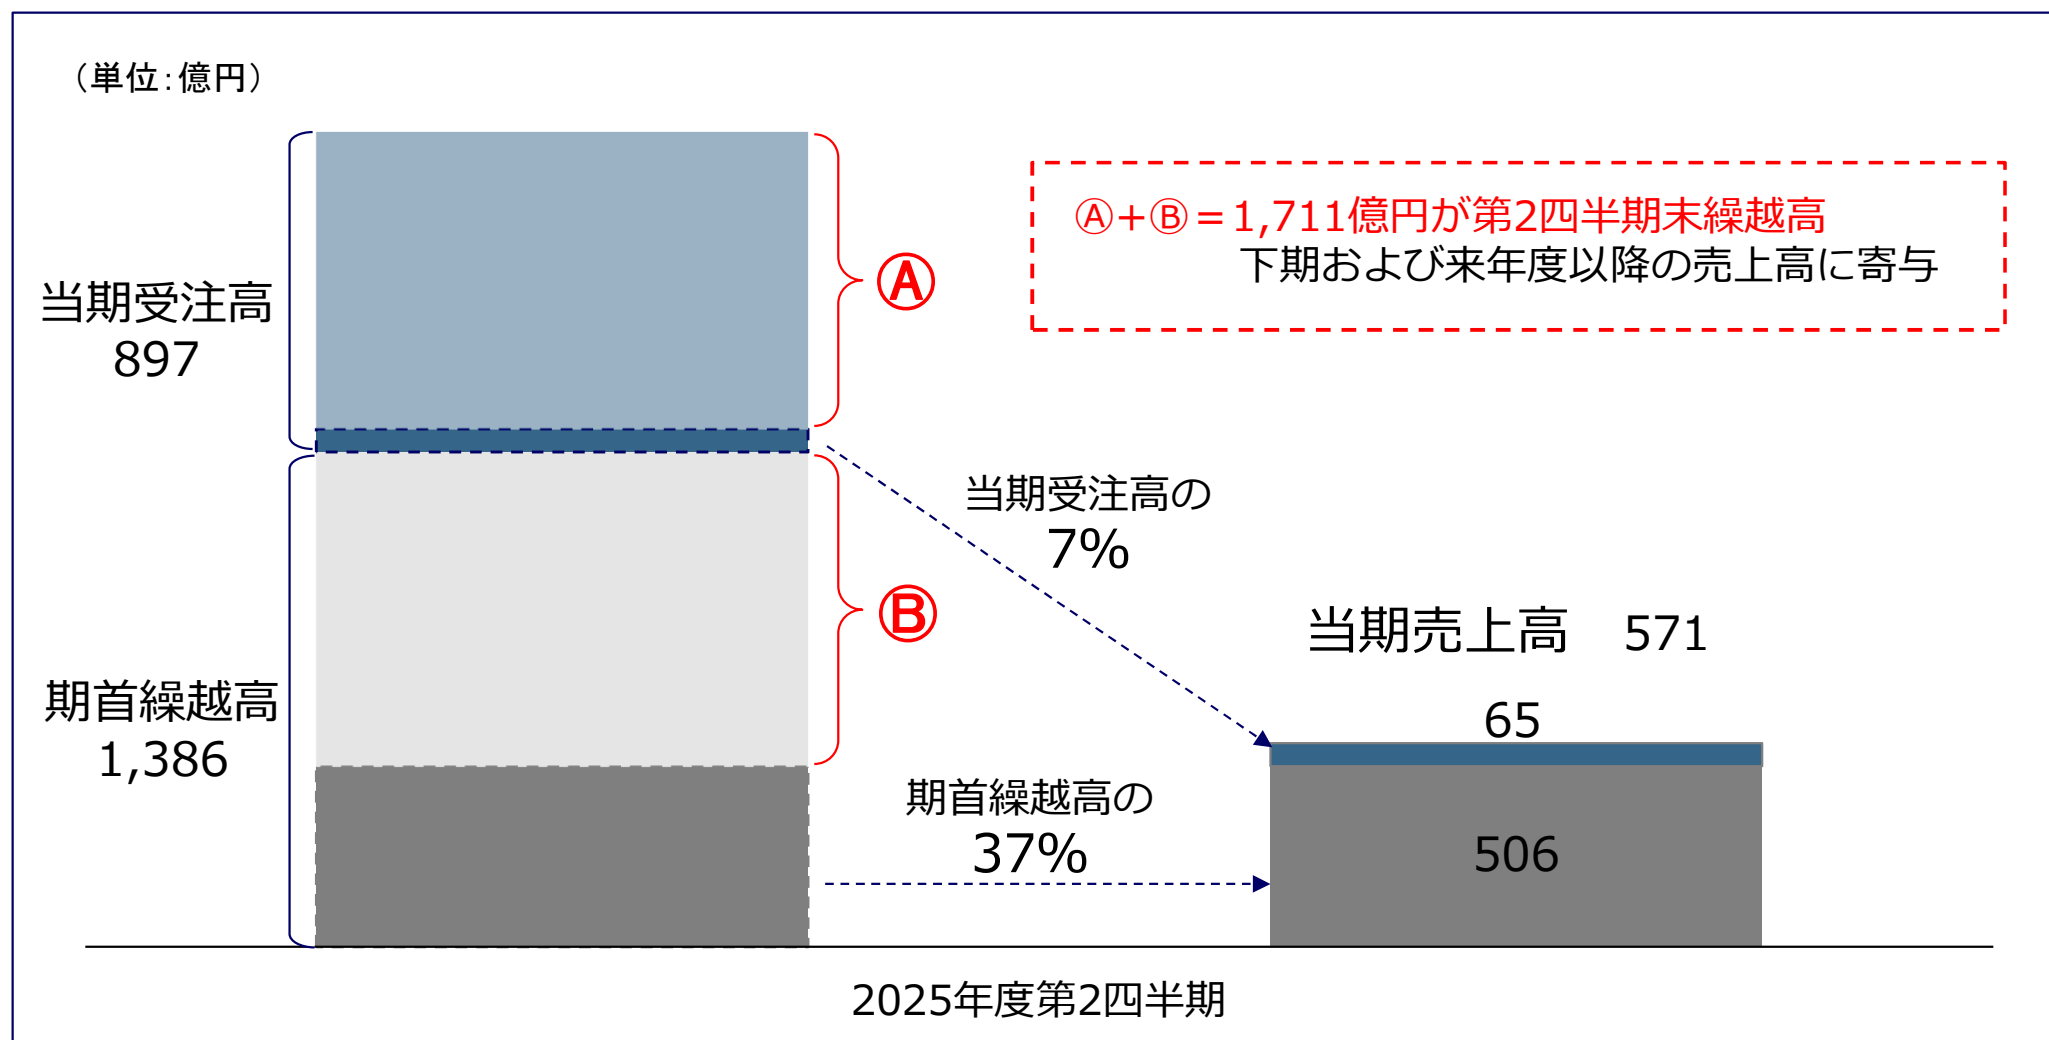 （単位：億円）
Ⓐ+Ⓑ＝1,711億円が第2四半期末繰越高
下期および来年度以降の売上高に寄与
Ⓐ
当期受注高
897
当期受注高の
7%
Ⓑ
当期売上高　571
65
期首繰越高
1,386
期首繰越高の
37%
506
2025年度第2四半期